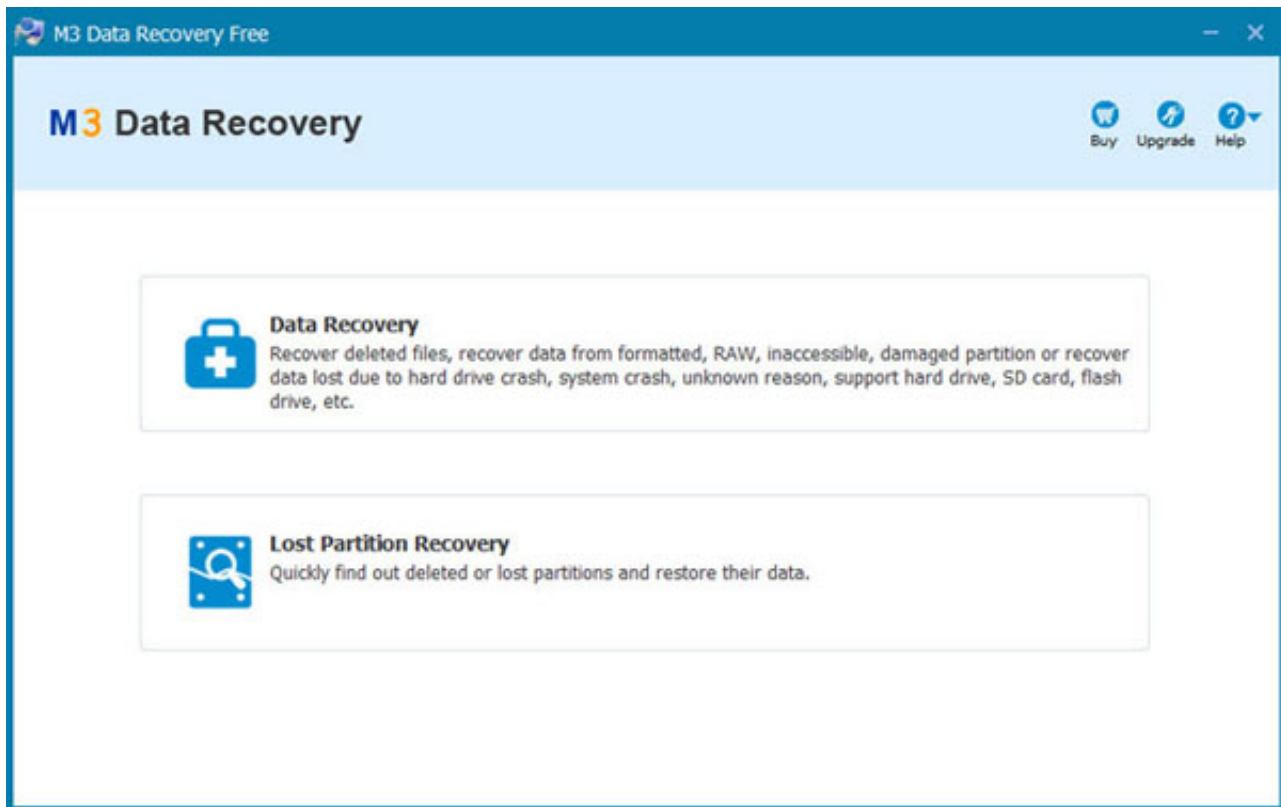 M3 Data Recovery Free
M3 Data Recovery
Buy Upgrade Help
Data Recovery
Recover deleted files, recover data from formatted, RAW, inaccessible, damaged partition or recover
data lost due to hard drive crash, system crash, unknown reason, support hard drive, SD card, flash
drive, etc.
Lost Partition Recovery
Quickly find out deleted or lost partitions and restore their data.